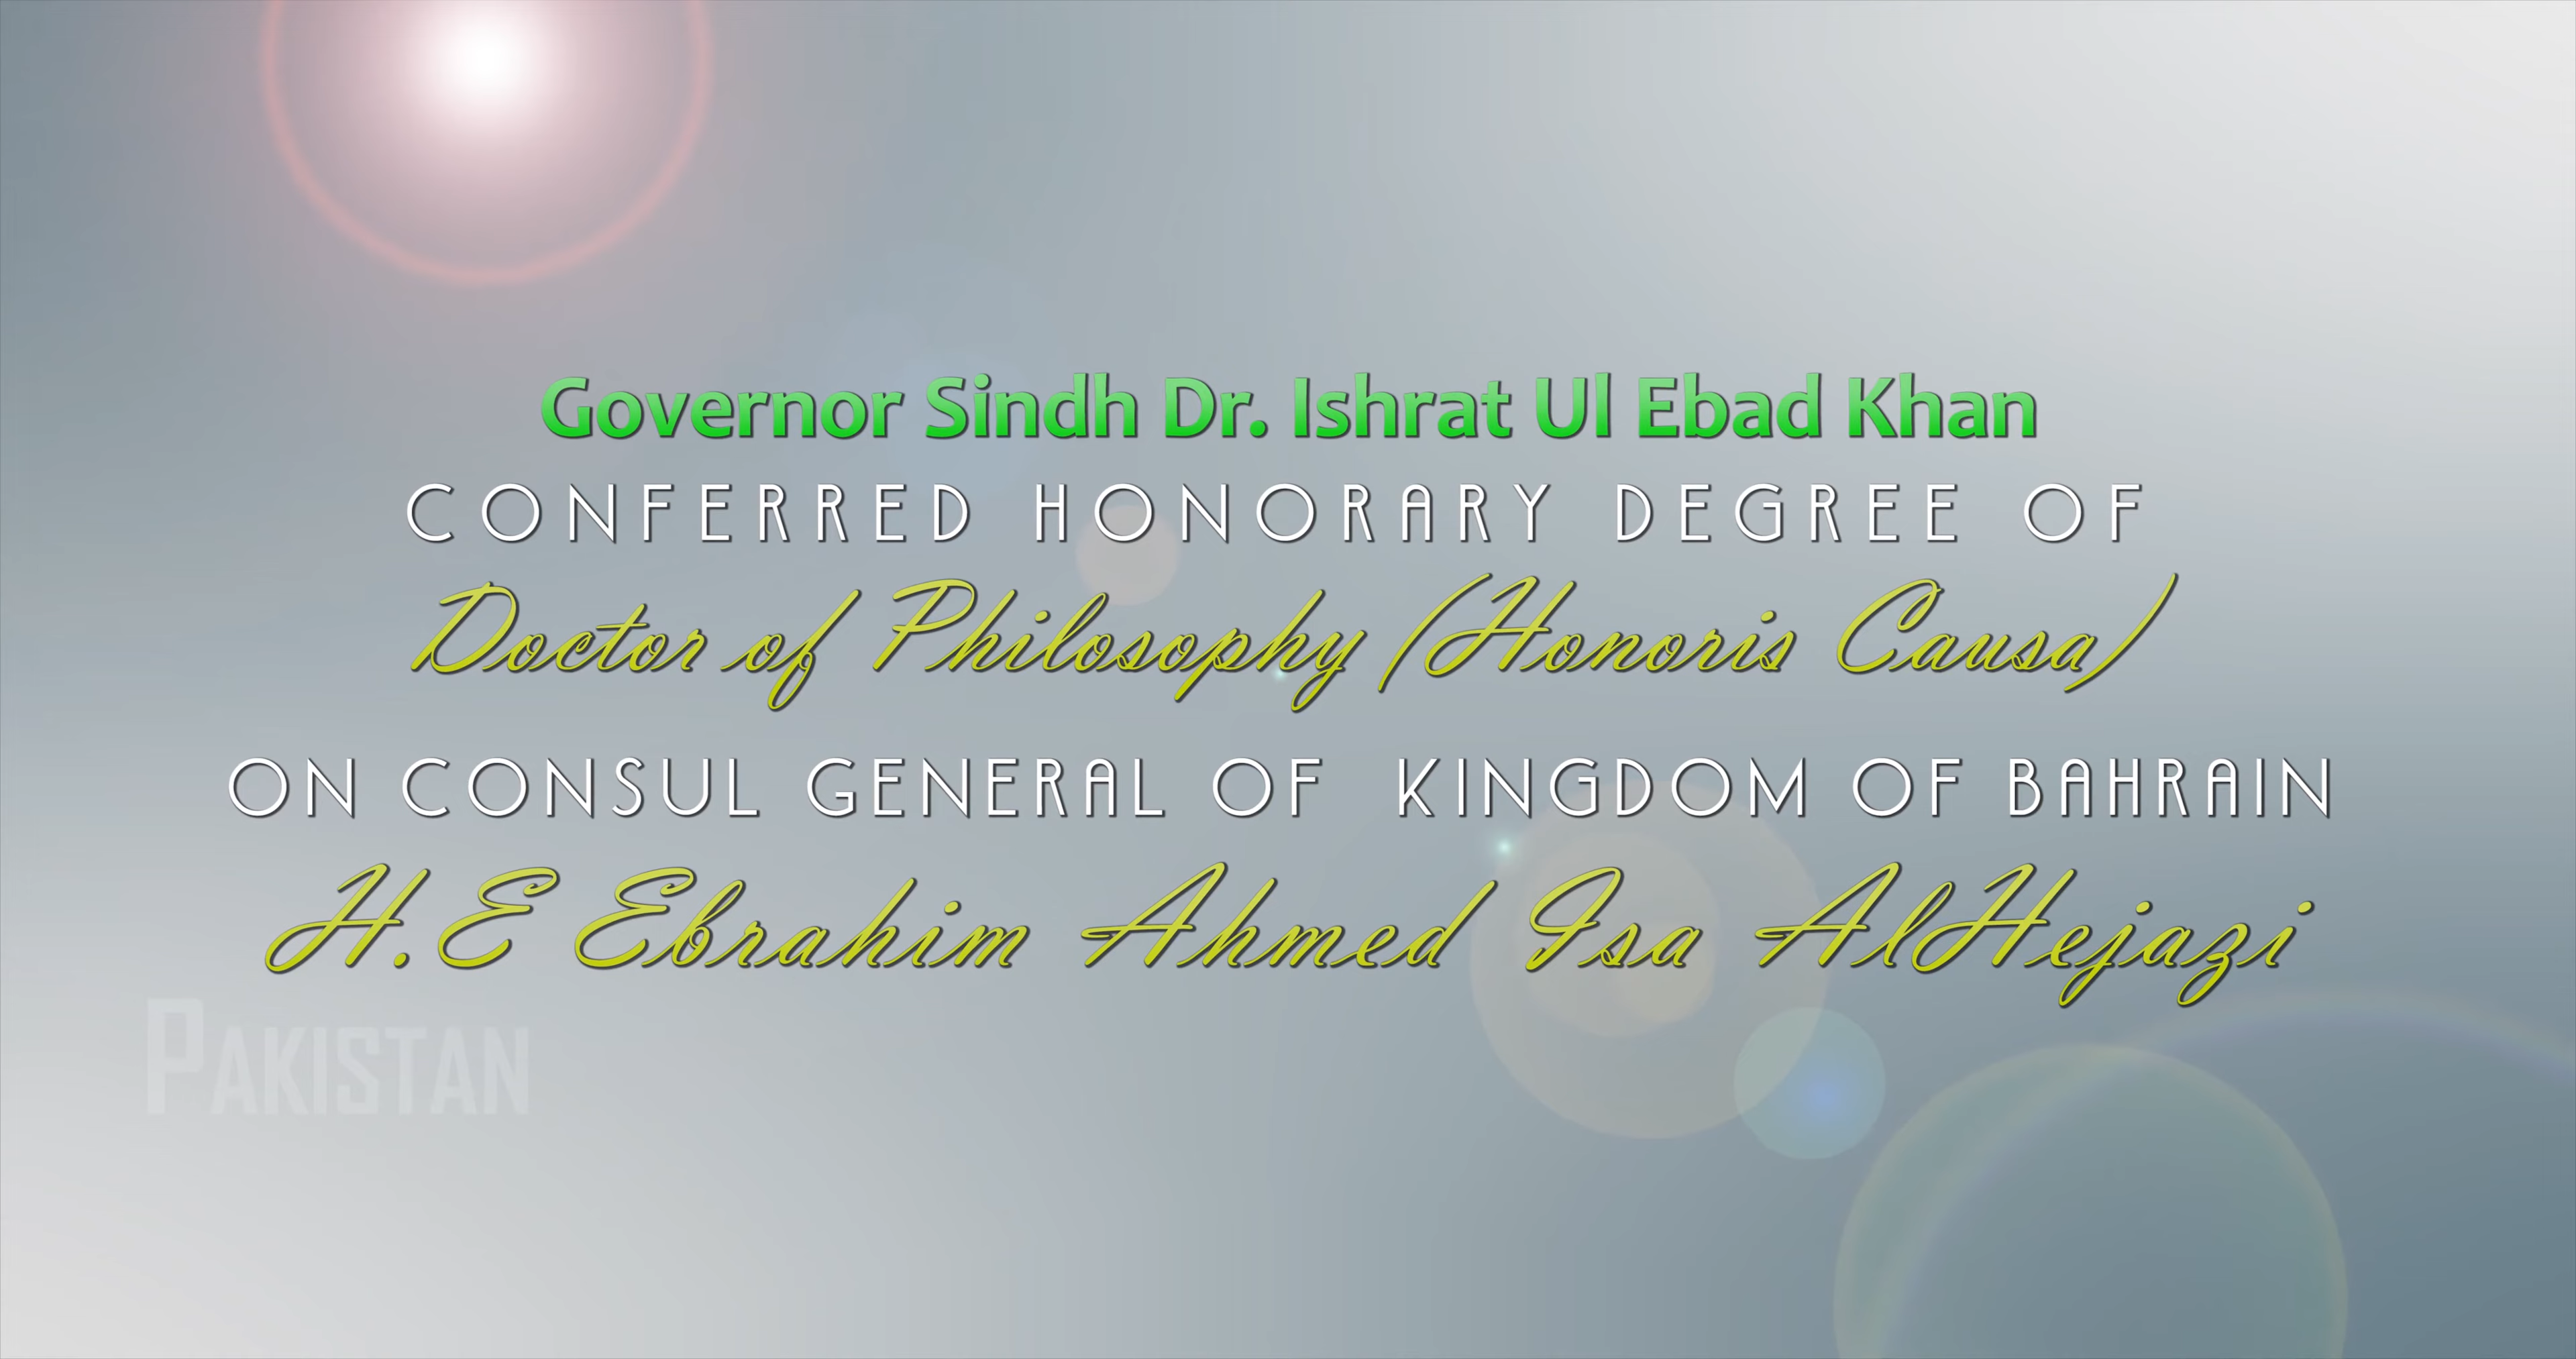 Governor Sindh Dr. Ishrat Ul Ebad Khan
CONFERRED HONORARY DEGREE OF
Doctor of Philosophy (Honoris Causa)
ON CONSUL GENERAL OF KINGDOM OF BAHRAIN
H.E Ebrahim Ahmed Isa AlHejazi
PAKISTAN